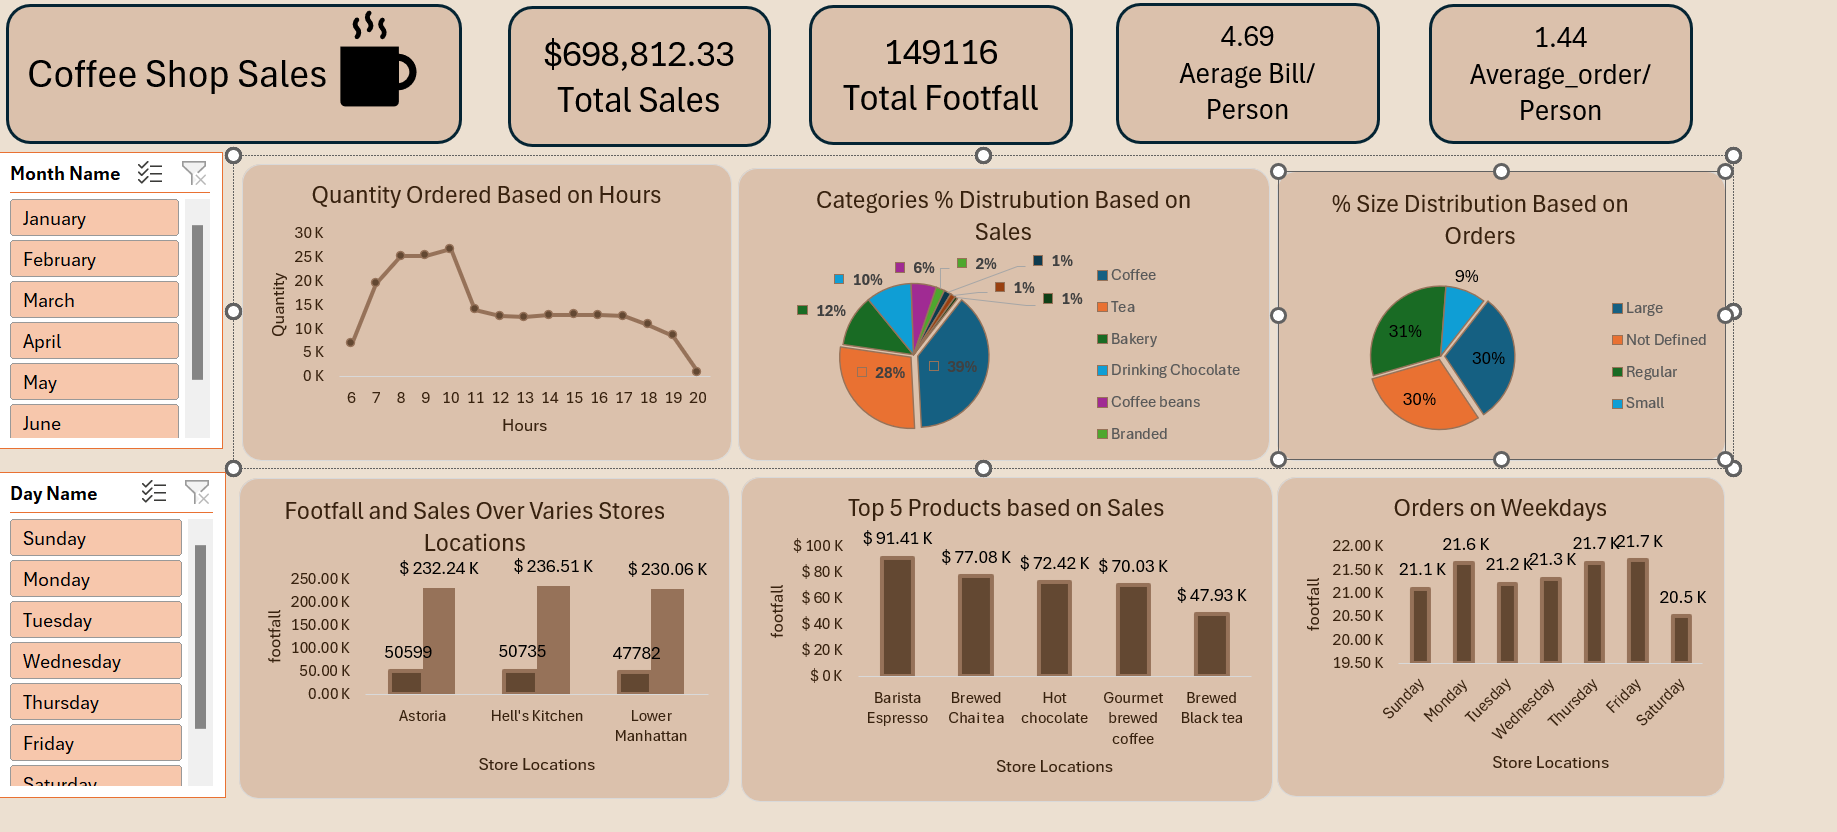 Coffee Shop Sales
$698,812.33
Total Sales
149116
Total Footfall
4.69
Aerage Bill/
Person
1.44
Average_order/
Person
Month Name
January
February
March
April
May
June
Day Name
Sunday
Monday
Tuesday
Wednesday
Thursday
Friday
Saturday
Quantity Ordered Based on Hours
Quantity
30 K
25 K
20 K
15 K
10 K
5 K
0 K
6 7 8 9 10 11 12 13 14 15 16 17 18 19 20
Hours
Categories % Distrubution Based on
Sales
39%
28%
12%
10%
6%
2%
1%
1%
1%
Coffee
Tea
Bakery
Drinking Chocolate
Coffee beans
Branded
% Size Distribution Based on
Orders
9%
31%
30%
30%
Large
Not Defined
Regular
Small
Footfall and Sales Over Varies Stores
Locations
footfall
250.00 K
200.00 K
150.00 K
100.00 K
50.00 K
0.00 K
$ 232.24 K
$ 236.51 K
$ 230.06 K
50599
50735
47782
Astoria
Hell's Kitchen
Lower
Manhattan
Store Locations
Top 5 Products based on Sales
footfall
$ 100 K
$ 80 K
$ 60 K
$ 40 K
$ 20 K
$ 0 K
$ 91.41 K
$ 77.08 K
$ 72.42 K
$ 70.03 K
$ 47.93 K
Barista
Espresso
Brewed
Chai tea
Hot
chocolate
Gourmet
brewed
coffee
Brewed
Black tea
Store Locations
Orders on Weekdays
footfall
22.00 K
21.50 K
21.00 K
20.50 K
20.00 K
19.50 K
21.1 K
21.6 K
21.2 K
21.3 K
21.7 K
21.7 K
20.5 K
Sunday
Monday
Tuesday
Wednesday
Thursday
Friday
Saturday
Store Locations